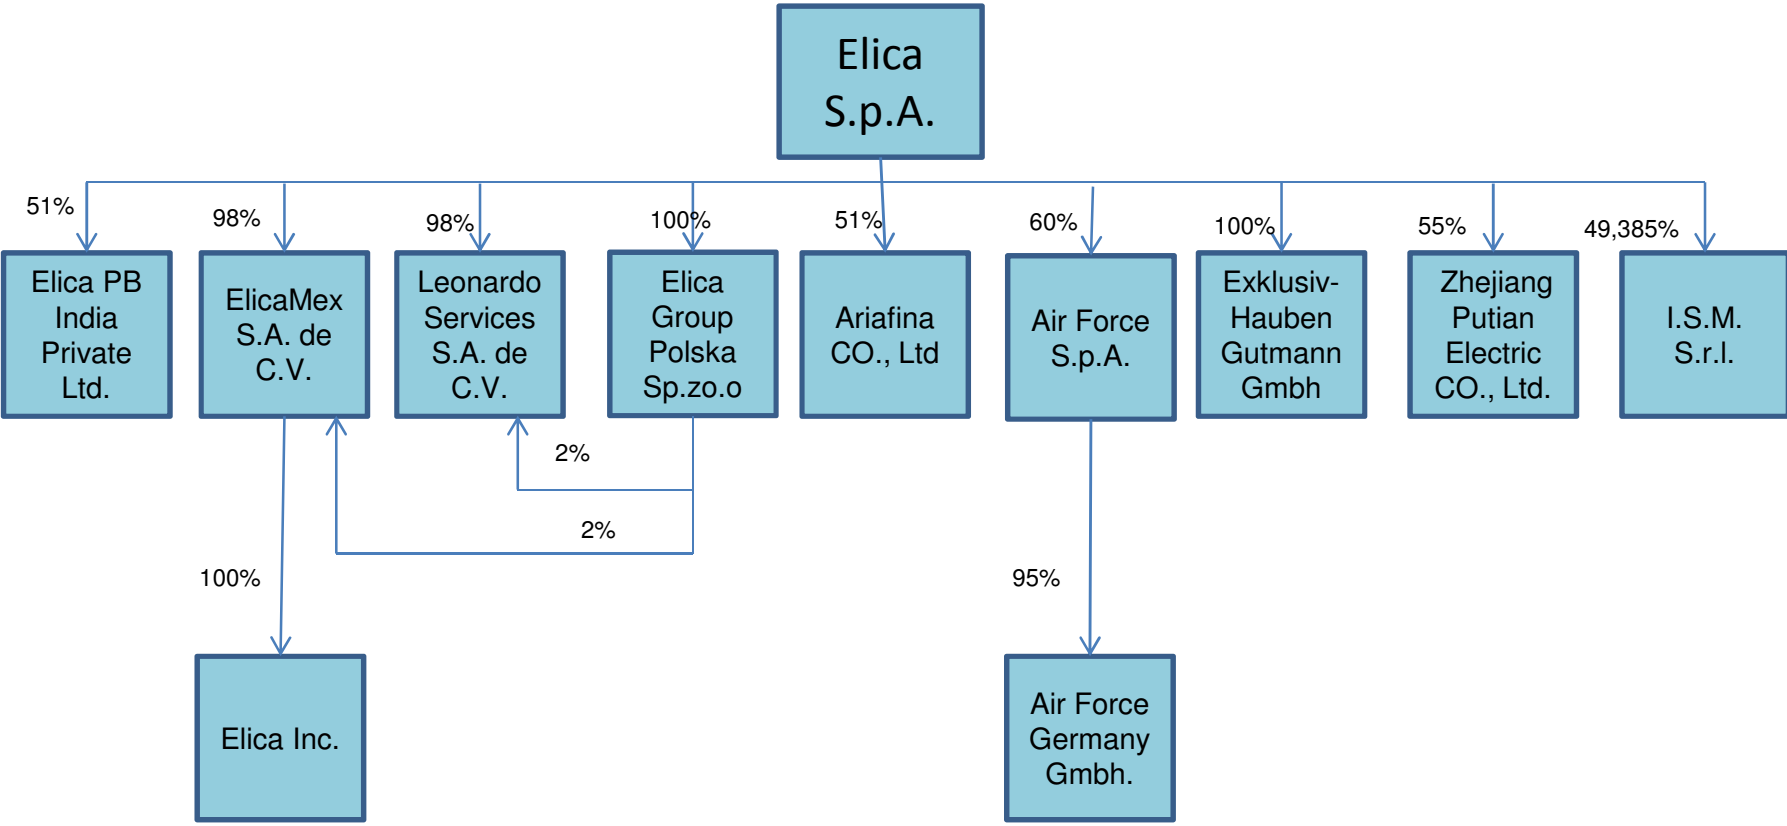 Elica
S.p.A.
51%
98%
98%
100%
51%
60%
100%
55%
49,385%
Elica PB
India
Private
Ltd.
ElicaMex
S.A. de
C.V.
Leonardo
Services
S.A. de
C.V.
Elica
Group
Polska
Sp.zo.o
Ariafina
CO., Ltd
Air Force
S.p.A.
Exklusiv-
Hauben
Gutmann
Gmbh
Zhejiang
Putian
Electric
CO., Ltd.
I.S.M.
S.r.l.
2%
2%
100%
95%
Elica Inc.
Air Force
Germany
Gmbh.